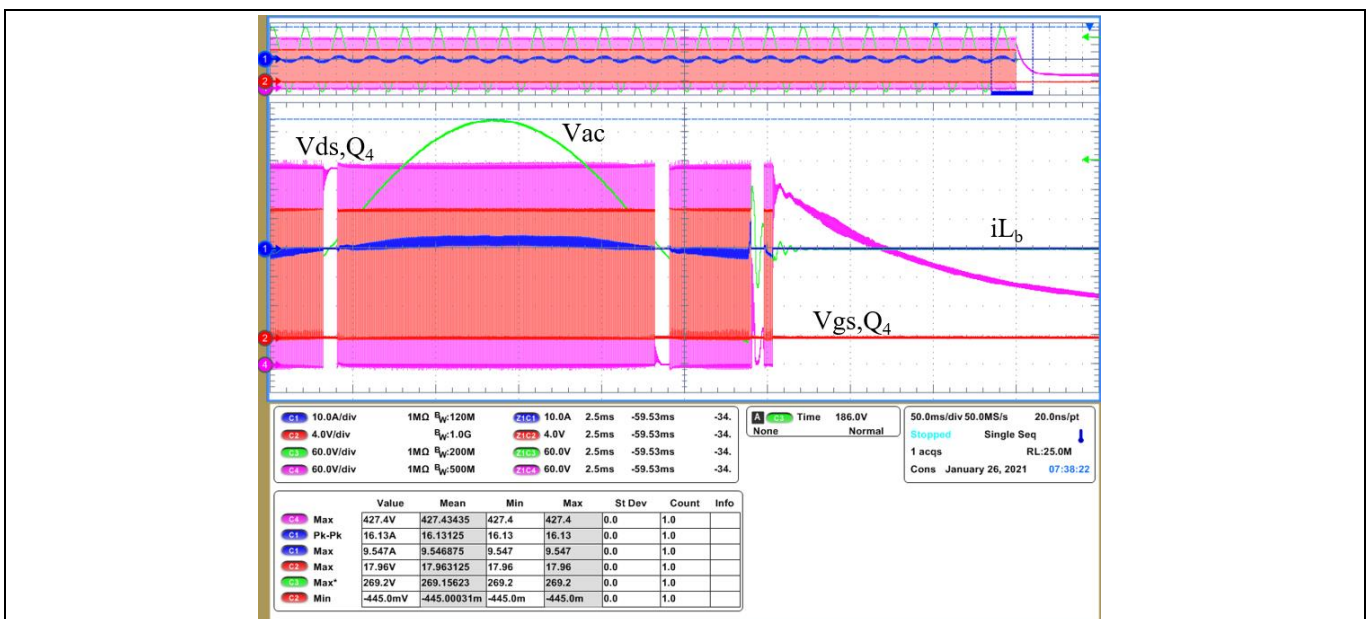 1
2
Vds,Q4
Vac
1
iLb
Vgs,Q4
2
4
C1 10.0A/div 1MΩ BW:120M Z1C1 10.0A 2.5ms -59.53ms -34.
C2 4.0V/div BW:1.0G Z1C2 4.0V 2.5ms -59.53ms -34.
C3 60.0V/div 1MΩ BW:200M Z1C3 60.0V 2.5ms -59.53ms -34.
C4 60.0V/div 1MΩ BW:500M Z1C4 60.0V 2.5ms -59.53ms -34.
A C3 Time 186.0V
None Normal
50.0ms/div 50.0MS/s 20.0ns/pt
Stopped Single Seq
1 acqs RL:25.0M
Cons January 26, 2021 07:38:22
Value Mean Min Max St Dev Count Info
C4 Max 427.4V 427.43435 427.4 427.4 0.0 1.0
C1 Pk-Pk 16.13A 16.13125 16.13 16.13 0.0 1.0
C1 Max 9.547A 9.546875 9.547 9.547 0.0 1.0
C2 Max 17.96V 17.963125 17.96 17.96 0.0 1.0
C3 Max* 269.2V 269.15623 269.2 269.2 0.0 1.0
C2 Min -445.0mV -445.00031m -445.0m -445.0m 0.0 1.0